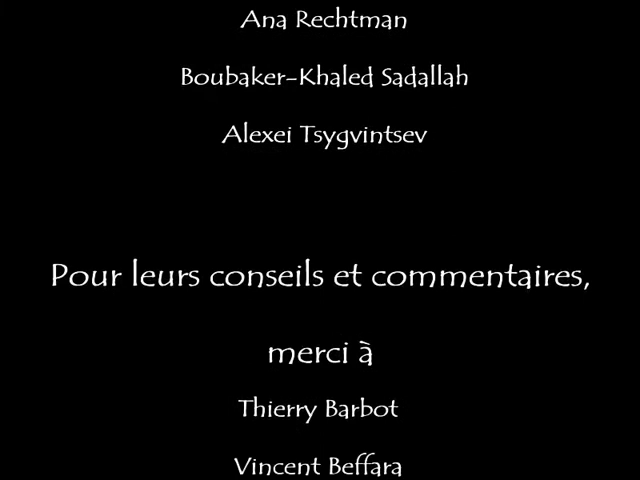 Ana Rechtman
Boubaker-Khaled Sadallah
Alexei Tsygvintsev
Pour leurs conseils et commentaires,
merci à
Thierry Barbot
Vincent Beffara